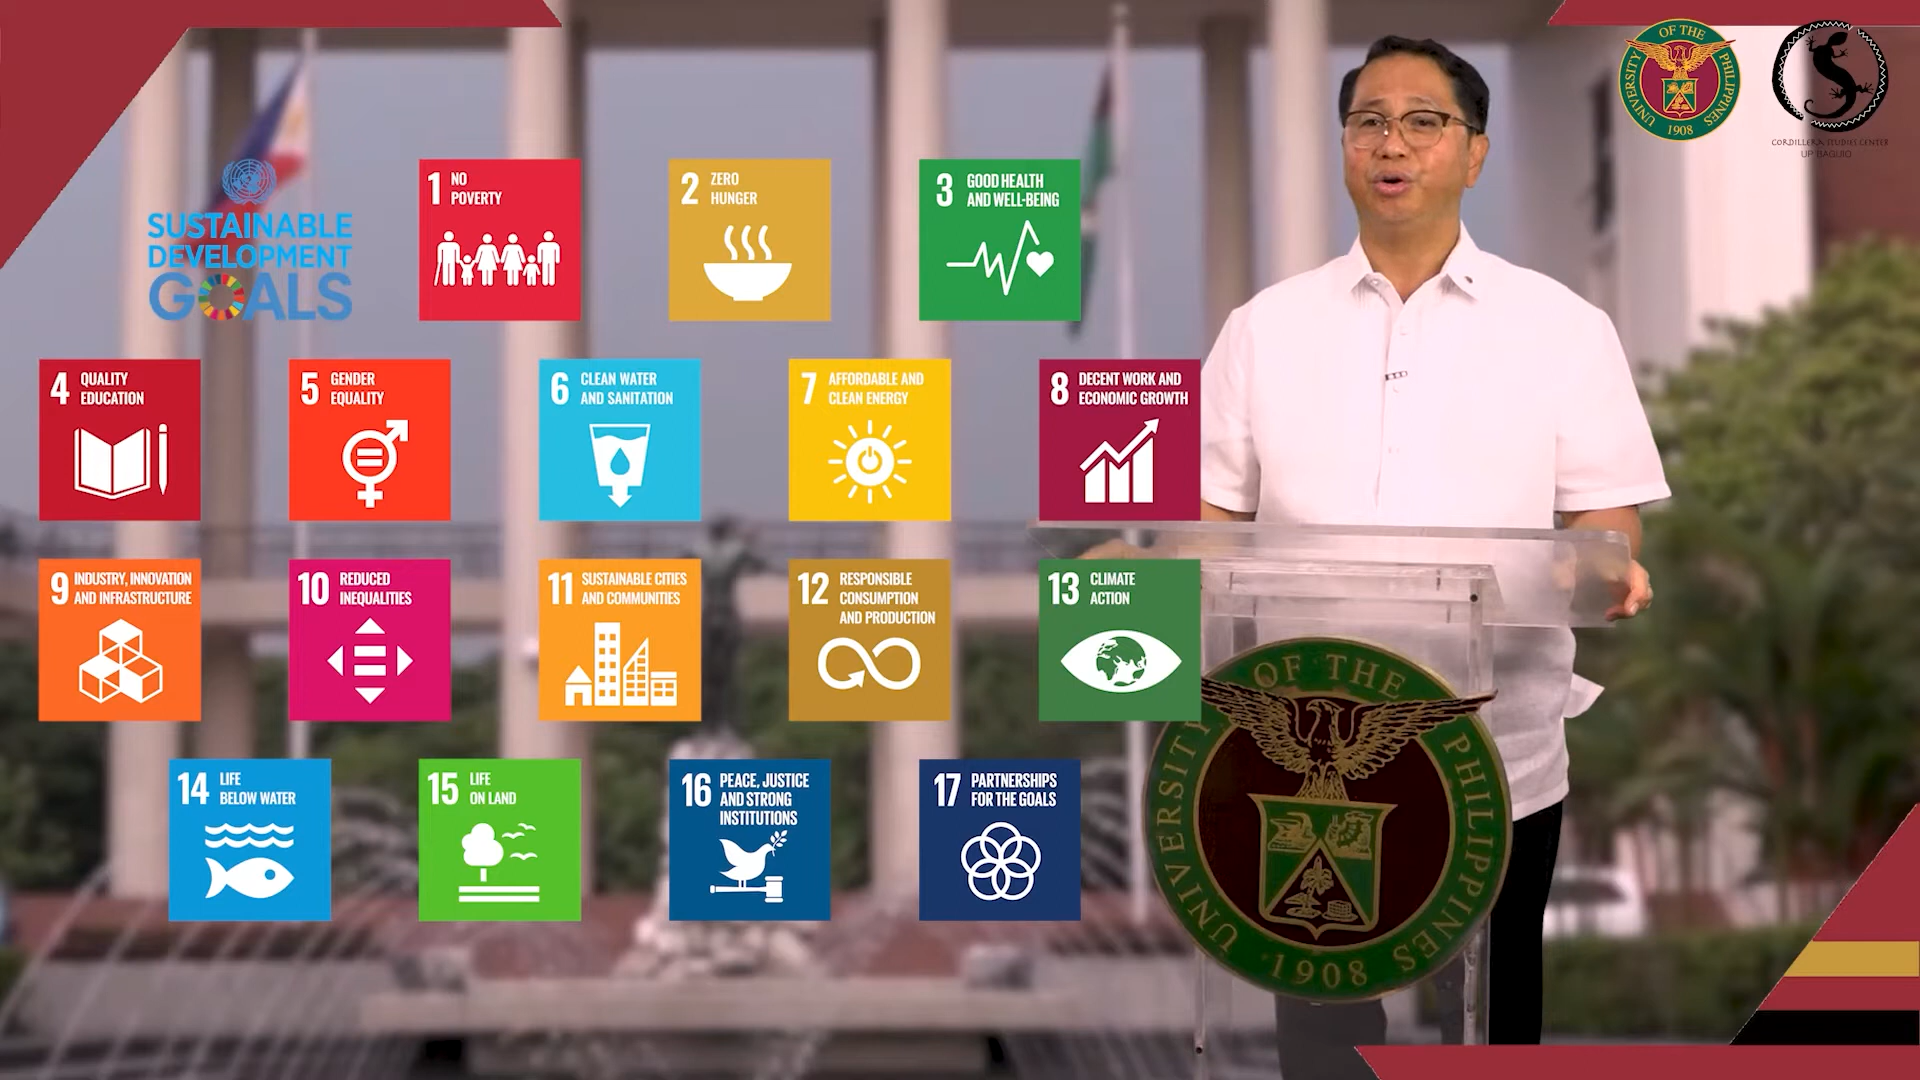 SUSTAINABLE
DEVELOPMENT
GOALS
1 NO
POVERTY
2 ZERO
HUNGER
3 GOOD HEALTH
AND WELL-BEING
4 QUALITY
EDUCATION
5 GENDER
EQUALITY
6 CLEAN WATER
AND SANITATION
7 AFFORDABLE AND
CLEAN ENERGY
8 DECENT WORK AND
ECONOMIC GROWTH
9 INDUSTRY, INNOVATION
AND INFRASTRUCTURE
10 REDUCED
INEQUALITIES
11 SUSTAINABLE CITIES
AND COMMUNITIES
12 RESPONSIBLE
CONSUMPTION
AND PRODUCTION
13 CLIMATE
ACTION
14 LIFE
BELOW WATER
15 LIFE
ON LAND
16 PEACE, JUSTICE
AND STRONG
INSTITUTIONS
17 PARTNERSHIPS
FOR THE GOALS
UNIVERSITY OF THE PHILIPPINES
1908
CORDILLERA STUDIES CENTER
UP BAGUIO
UNIVERSITY OF THE PHILIPPINES
1908